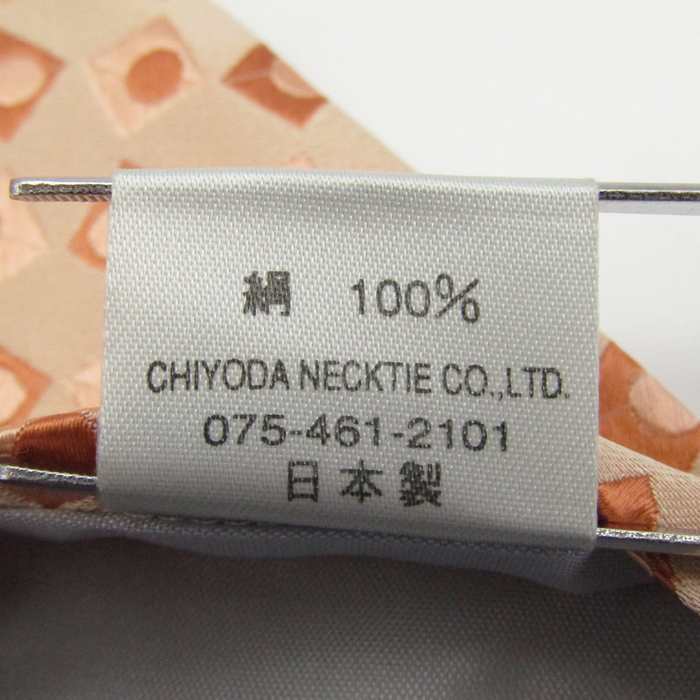 絹 100%
CHIYODA NECKTIE CO.,LTD.
075-461-2101
日本製